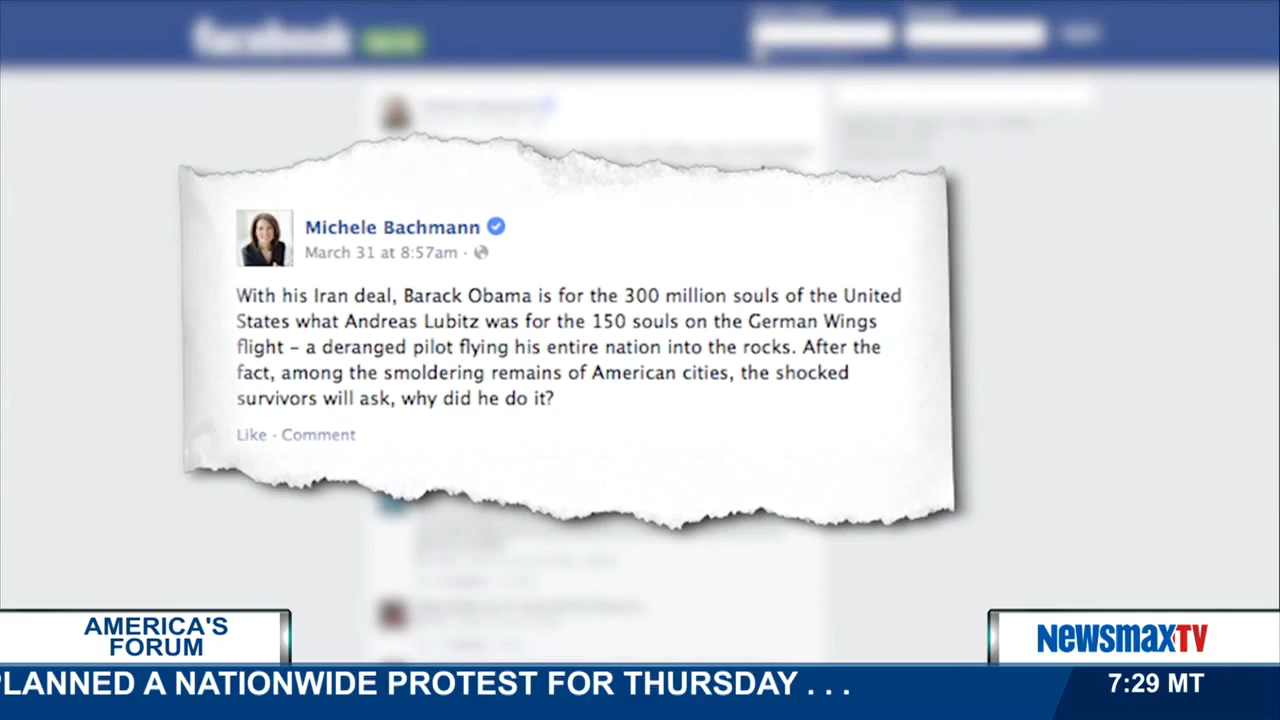 facebook
Michele Bachmann
March 31 at 8:57am ·
With his Iran deal, Barack Obama is for the 300 million souls of the United
States what Andreas Lubitz was for the 150 souls on the German Wings
flight – a deranged pilot flying his entire nation into the rocks. After the
fact, among the smoldering remains of American cities, the shocked
survivors will ask, why did he do it?
Like · Comment
AMERICA'S
FORUM
NEWSMAXTV
PLANNED A NATIONWIDE PROTEST FOR THURSDAY . . .
7:29 MT